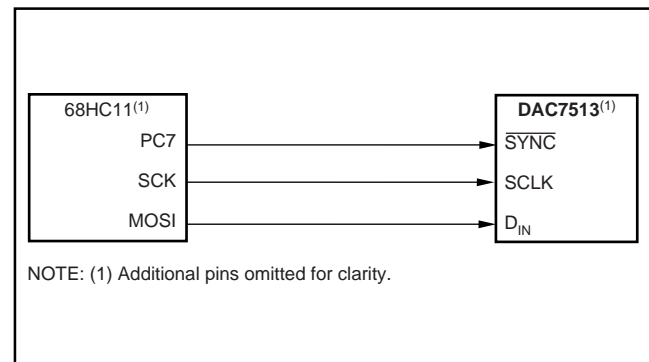 68HC11(1) DAC7513(1)
PC7 SYNC
SCK SCLK
MOSI DIN
NOTE: (1) Additional pins omitted for clarity.